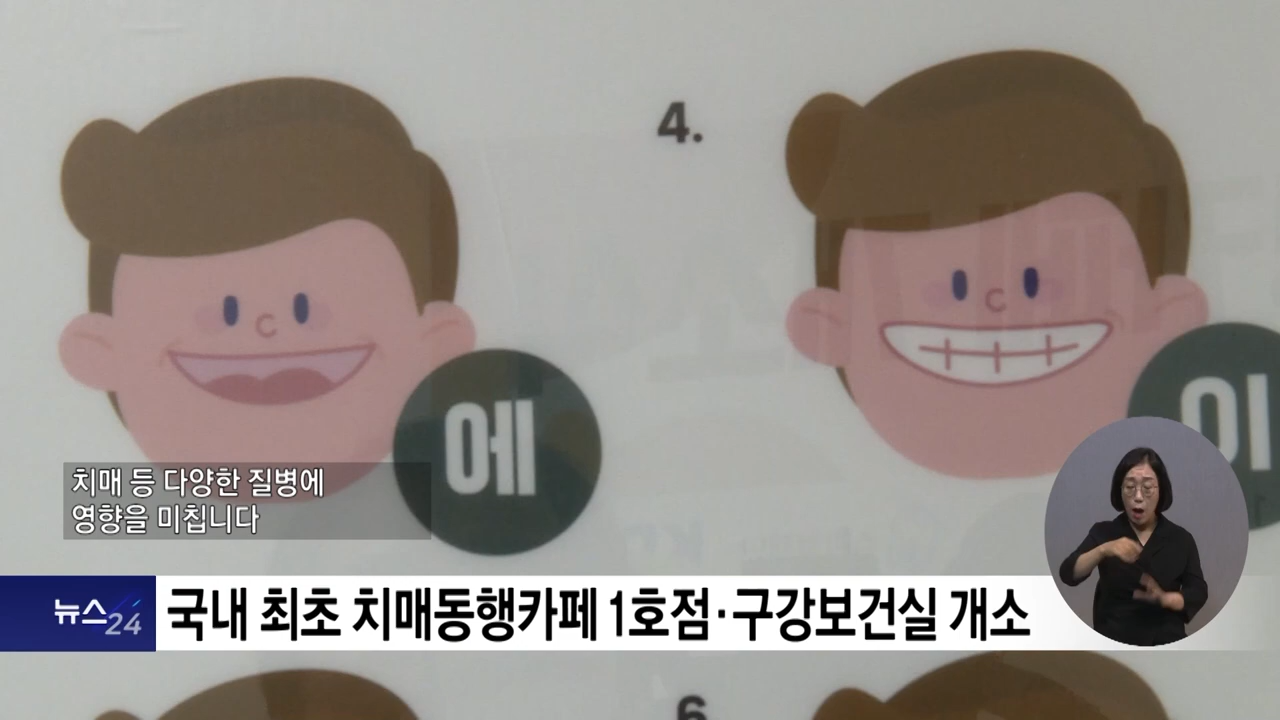 4.
에
이
치매 등 다양한 질병에
영향을 미칩니다
뉴스24
국내 최초 치매동행카페 1호점·구강보건실 개소
6